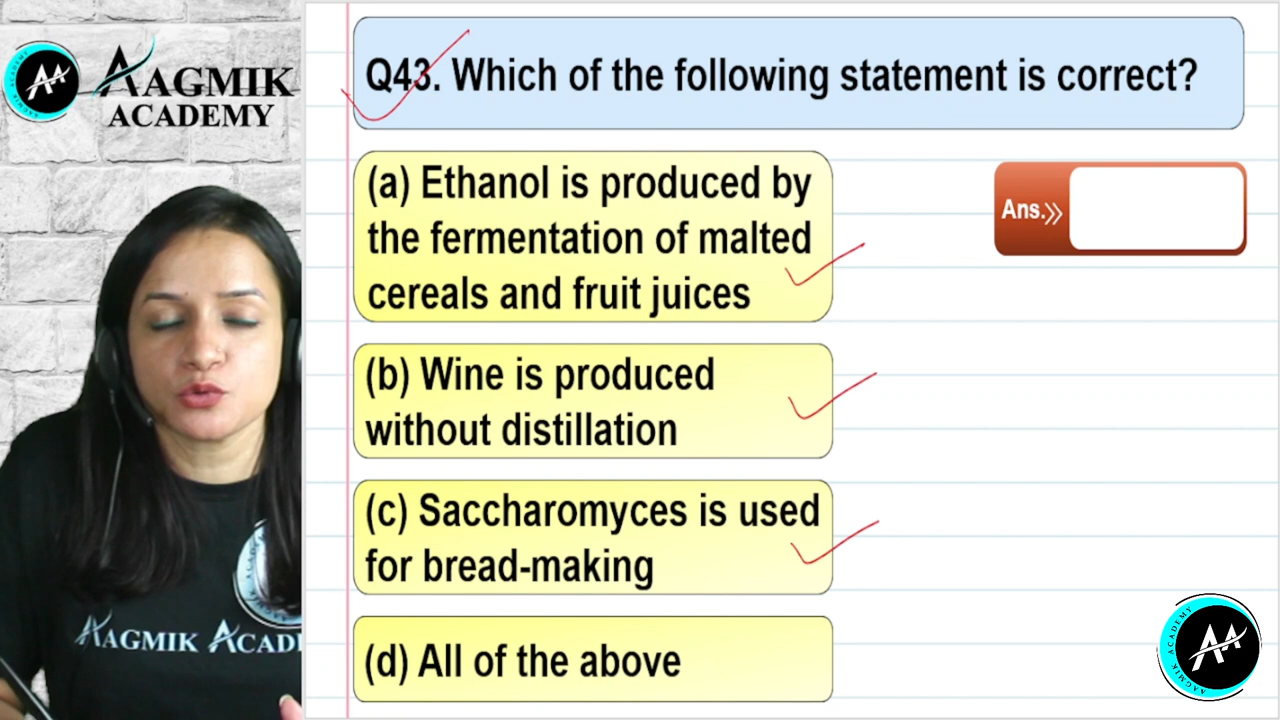 AAGMIK
ACADEMY
Q43. Which of the following statement is correct?
(a) Ethanol is produced by
the fermentation of malted
cereals and fruit juices
Ans.
(b) Wine is produced
without distillation
(c) Saccharomyces is used
for bread-making
(d) All of the above
AAGMIK ACAD
AAGMIK ACADEMY